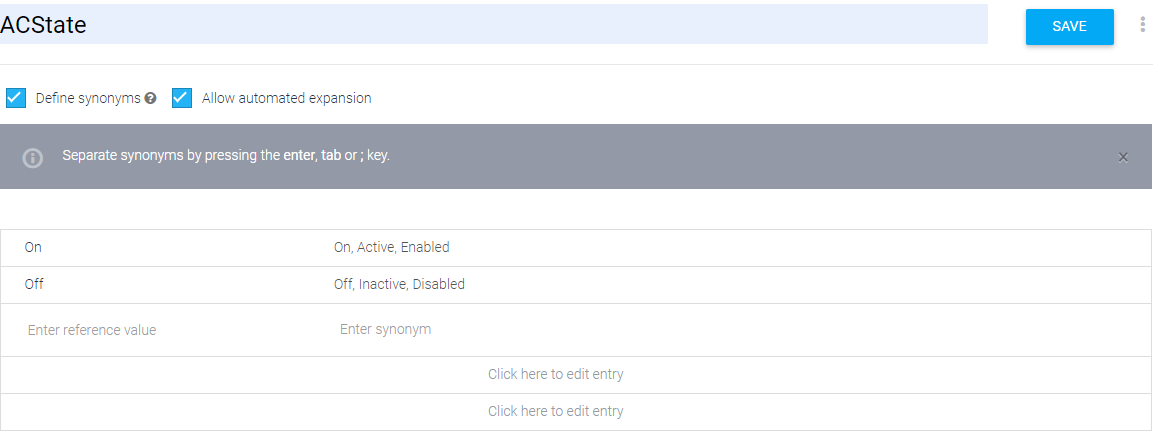 ACState
SAVE
Define synonyms ? Allow automated expansion
Separate synonyms by pressing the enter, tab or ; key.
On On, Active, Enabled
Off Off, Inactive, Disabled
Enter reference value Enter synonym
Click here to edit entry
Click here to edit entry